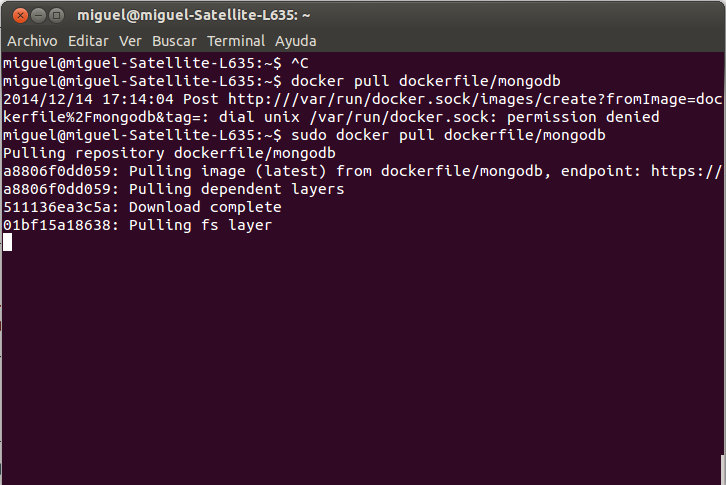 miguel@miguel-Satellite-L635: ~
Archivo Editar Ver Buscar Terminal Ayuda
miguel@miguel-Satellite-L635:~$ ^C
miguel@miguel-Satellite-L635:~$ docker pull dockerfile/mongodb
2014/12/14 17:14:04 Post http:///var/run/docker.sock/images/create?fromImage=doc
kerfile%2Fmongodb&tag=: dial unix /var/run/docker.sock: permission denied
miguel@miguel-Satellite-L635:~$ sudo docker pull dockerfile/mongodb
Pulling repository dockerfile/mongodb
a8806f0dd059: Pulling image (latest) from dockerfile/mongodb, endpoint: https://
a8806f0dd059: Pulling dependent layers
511136ea3c5a: Download complete
01bf15a18638: Pulling fs layer